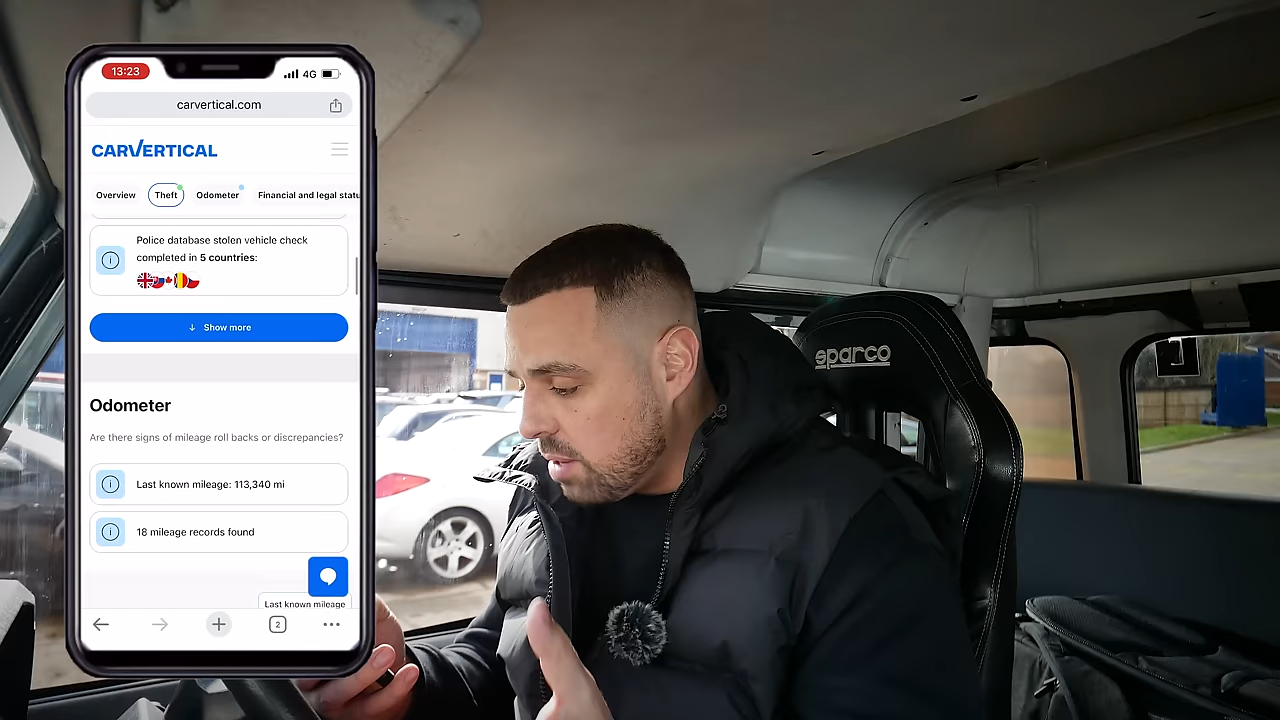 13:23
4G
carvertical.com
CARVERTICAL
Overview
Theft
Odometer
Financial and legal statu
Police database stolen vehicle check
completed in 5 countries:
↓ Show more
Odometer
Are there signs of mileage roll backs or discrepancies?
Last known mileage: 113,340 mi
18 mileage records found
Last known mileage
2
sparco